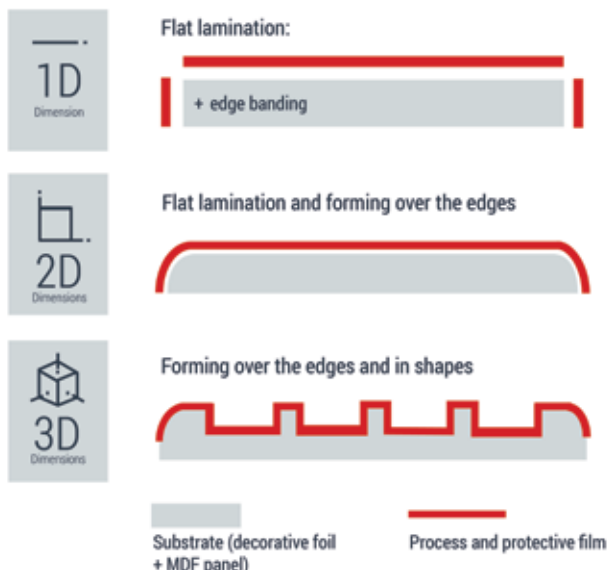 1D
Dimension
Flat lamination:
+ edge banding
2D
Dimensions
Flat lamination and forming over the edges
3D
Dimensions
Forming over the edges and in shapes
Substrate (decorative foil
+ MDF panel)
Process and protective film